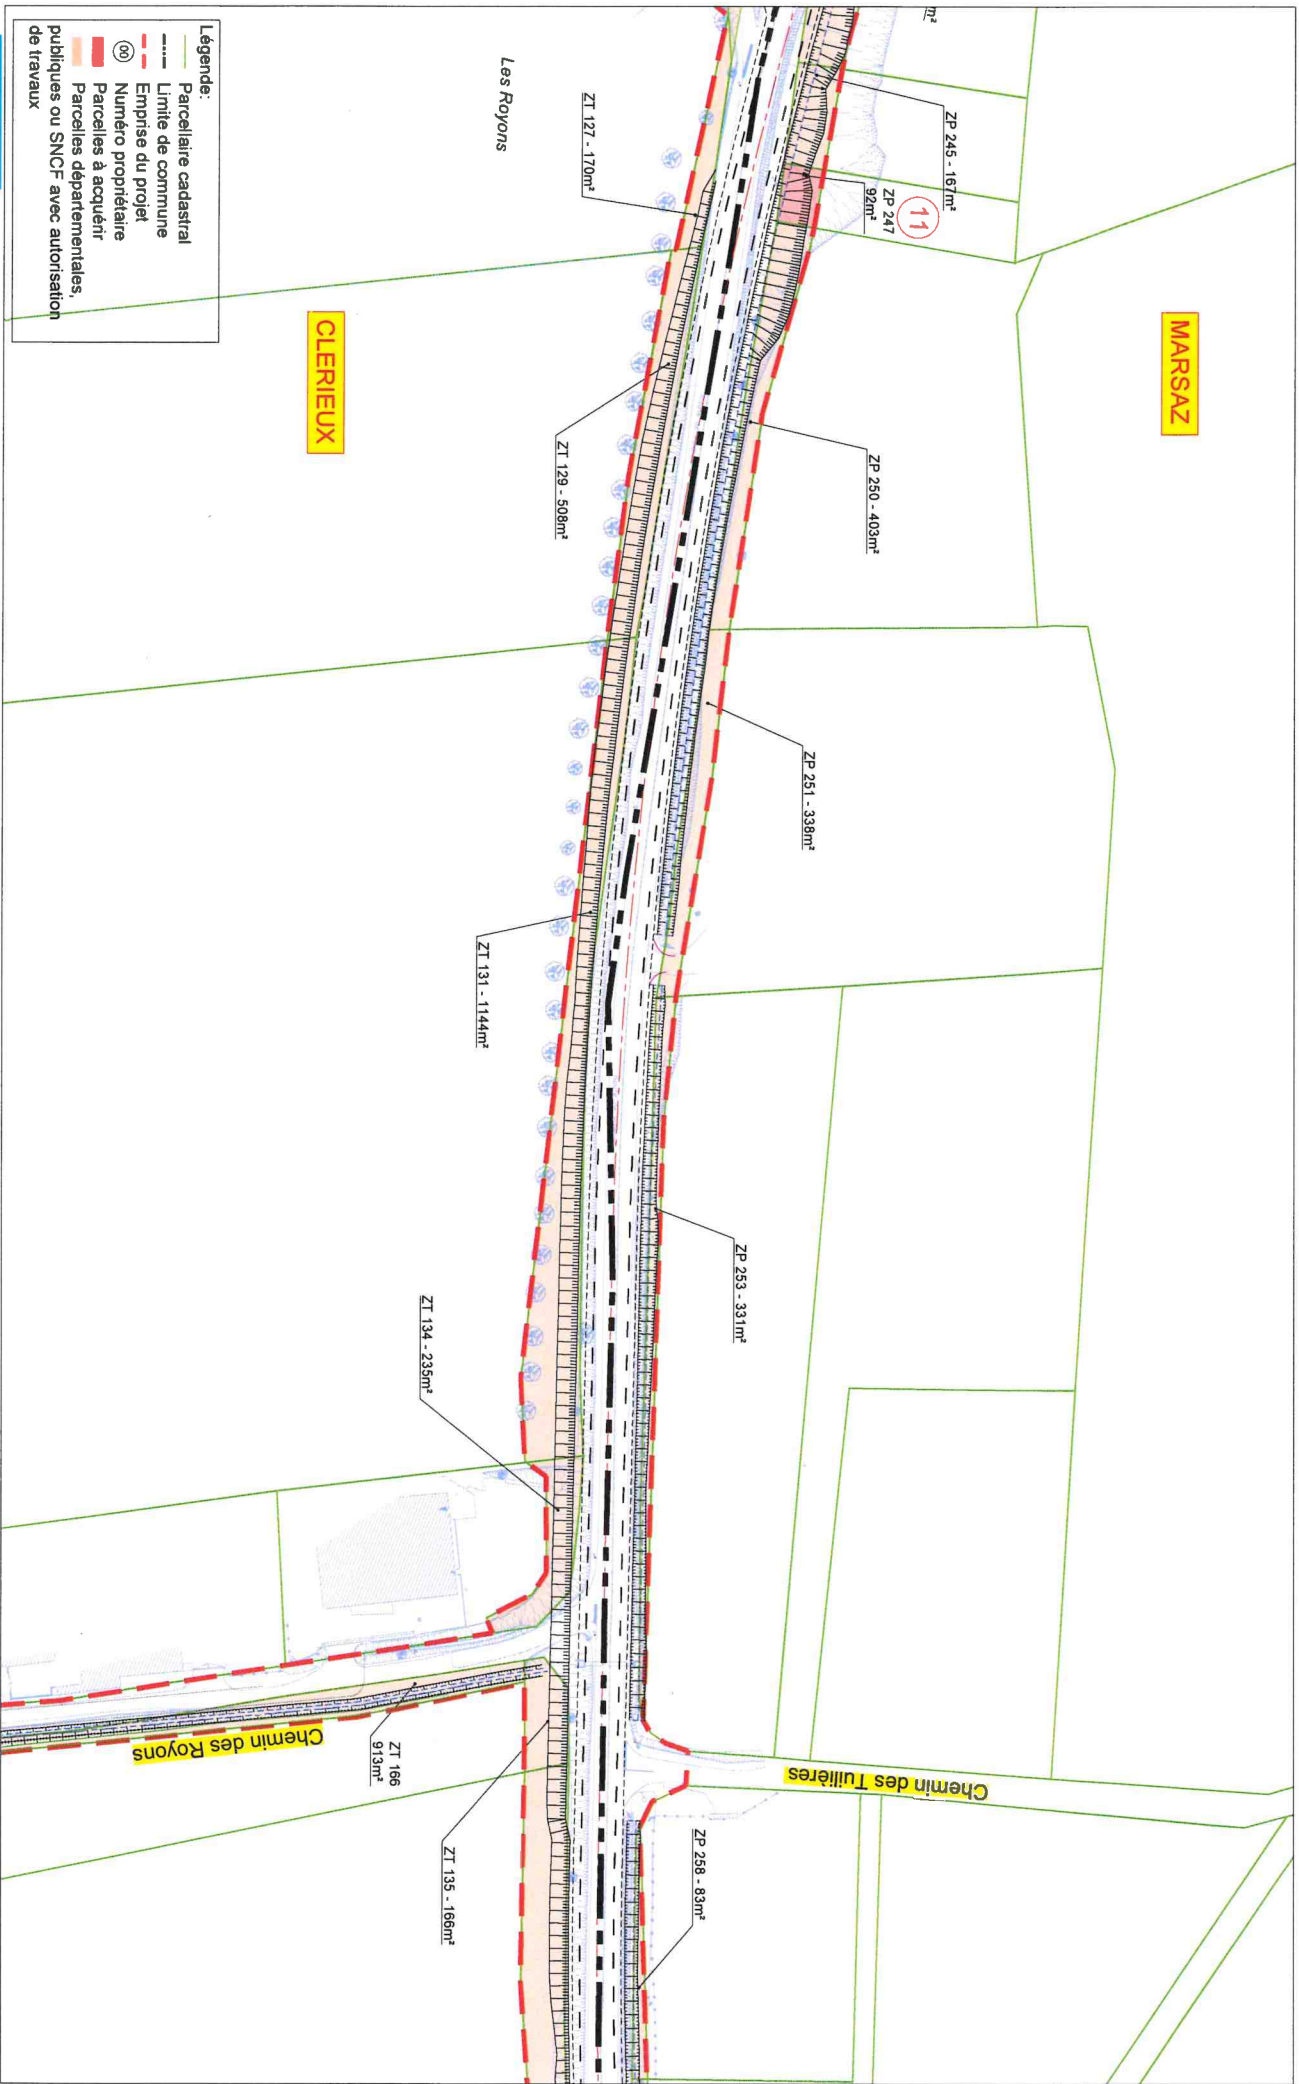 MARSAZ
m²
ZP 245 - 167m²
11
ZP 247
92m²
ZP 250 - 403m²
ZP 251 - 338m²
ZP 253 - 331m²
ZP 258 - 83m²
Chemin des Tuilières
Les Royons
ZT 127 - 170m²
ZT 129 - 508m²
ZT 131 - 1144m²
ZT 134 - 235m²
ZT 166
913m²
ZT 135 - 166m²
Chemin des Royons
CLERIEUX
Légende:
Parcellaire cadastral
Limite de commune
Emprise du projet
00 Numéro propriétaire
Parcelles à acquérir
Parcelles départementales,
publiques ou SNCF avec autorisation
de travaux